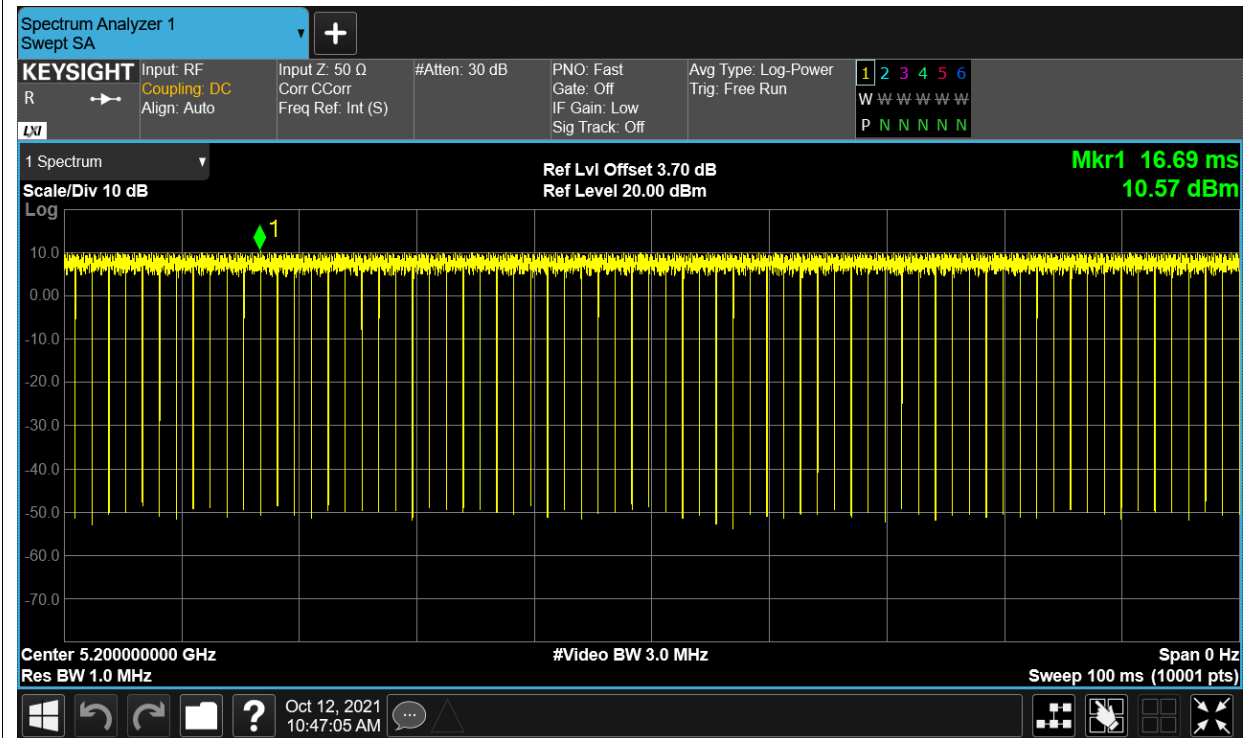 Spectrum Analyzer 1
Swept SA
KEYSIGHT Input: RF Input Z: 50 Ω #Atten: 30 dB PNO: Fast Avg Type: Log-Power 1 2 3 4 5 6
R Coupling: DC Corr CCorr Gate: Off Trig: Free Run W W W W W W
Align: Auto Freq Ref: Int (S) IF Gain: Low
LXI Sig Track: Off P N N N N N
1 Spectrum Ref Lvl Offset 3.70 dB Mkr1 16.69 ms
Scale/Div 10 dB Ref Level 20.00 dBm 10.57 dBm
Log
1
10.0
0.00
-10.0
-20.0
-30.0
-40.0
-50.0
-60.0
-70.0
Center 5.200000000 GHz #Video BW 3.0 MHz Span 0 Hz
Res BW 1.0 MHz Sweep 100 ms (10001 pts)
? Oct 12, 2021
10:47:05 AM